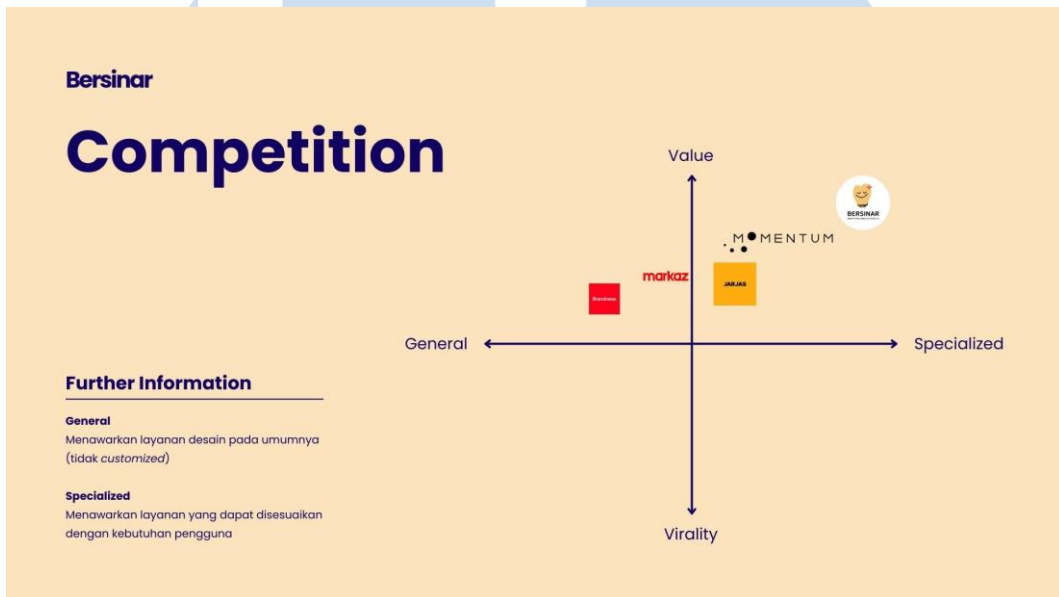 Bersinar
Competition
Value
BERSINAR
MOMENTUM
markaz
JARJAS
General
Specialized
Further Information
General
Menawarkan layanan desain pada umumnya
(tidak customized)
Specialized
Menawarkan layanan yang dapat disesuaikan
dengan kebutuhan pengguna
Virality